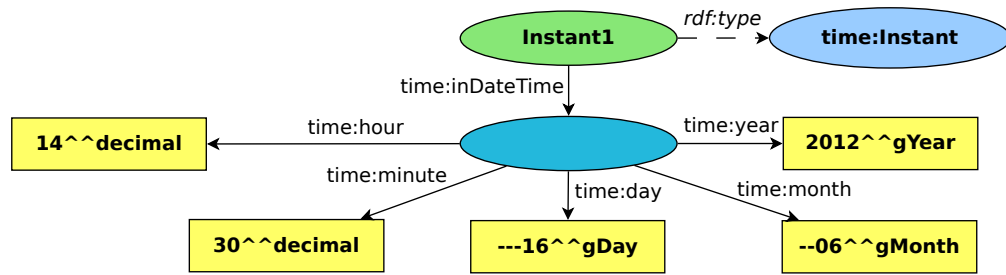 Instant1
rdf:type
time:Instant
time:inDateTime
14^^decimal
time:hour
time:year
2012^^gYear
time:minute
time:day
time:month
30^^decimal
---16^^gDay
--06^^gMonth